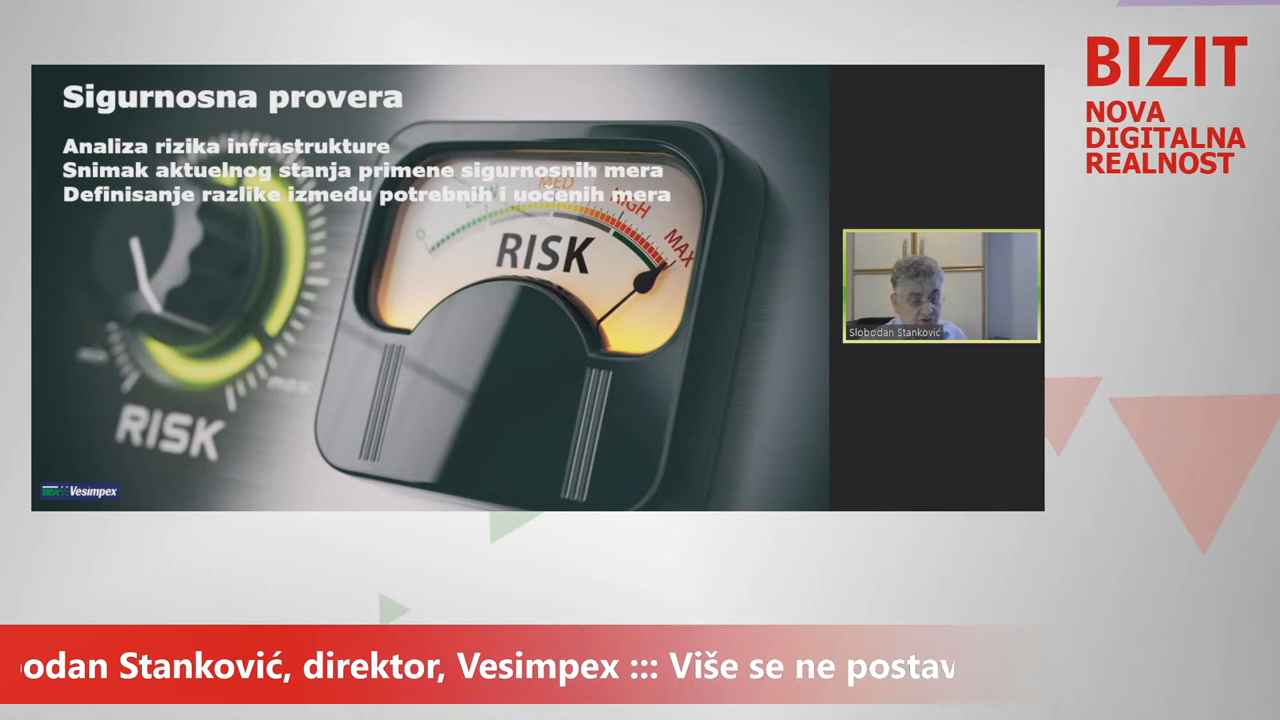 BIZIT
NOVA
DIGITALNA
REALNOST
Sigurnosna provera
Analiza rizika infrastrukture
Snimak aktuelnog stanja primene sigurnosnih mera
Definisanje razlike između potrebnih i uočenih mera
MED
HIGH
MAX
RISK
RISK
Vesimpex
Slobodan Stanković
odan Stanković, direktor, Vesimpex ::: Više se ne postav